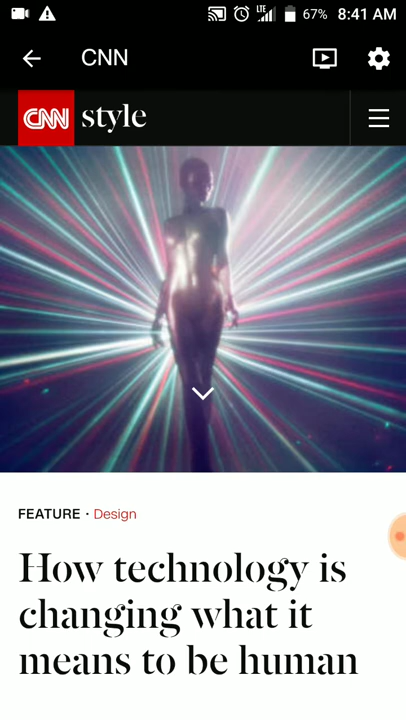 LTE 67% 8:41 AM
CNN
CNN style
FEATURE · Design
How technology is
changing what it
means to be human